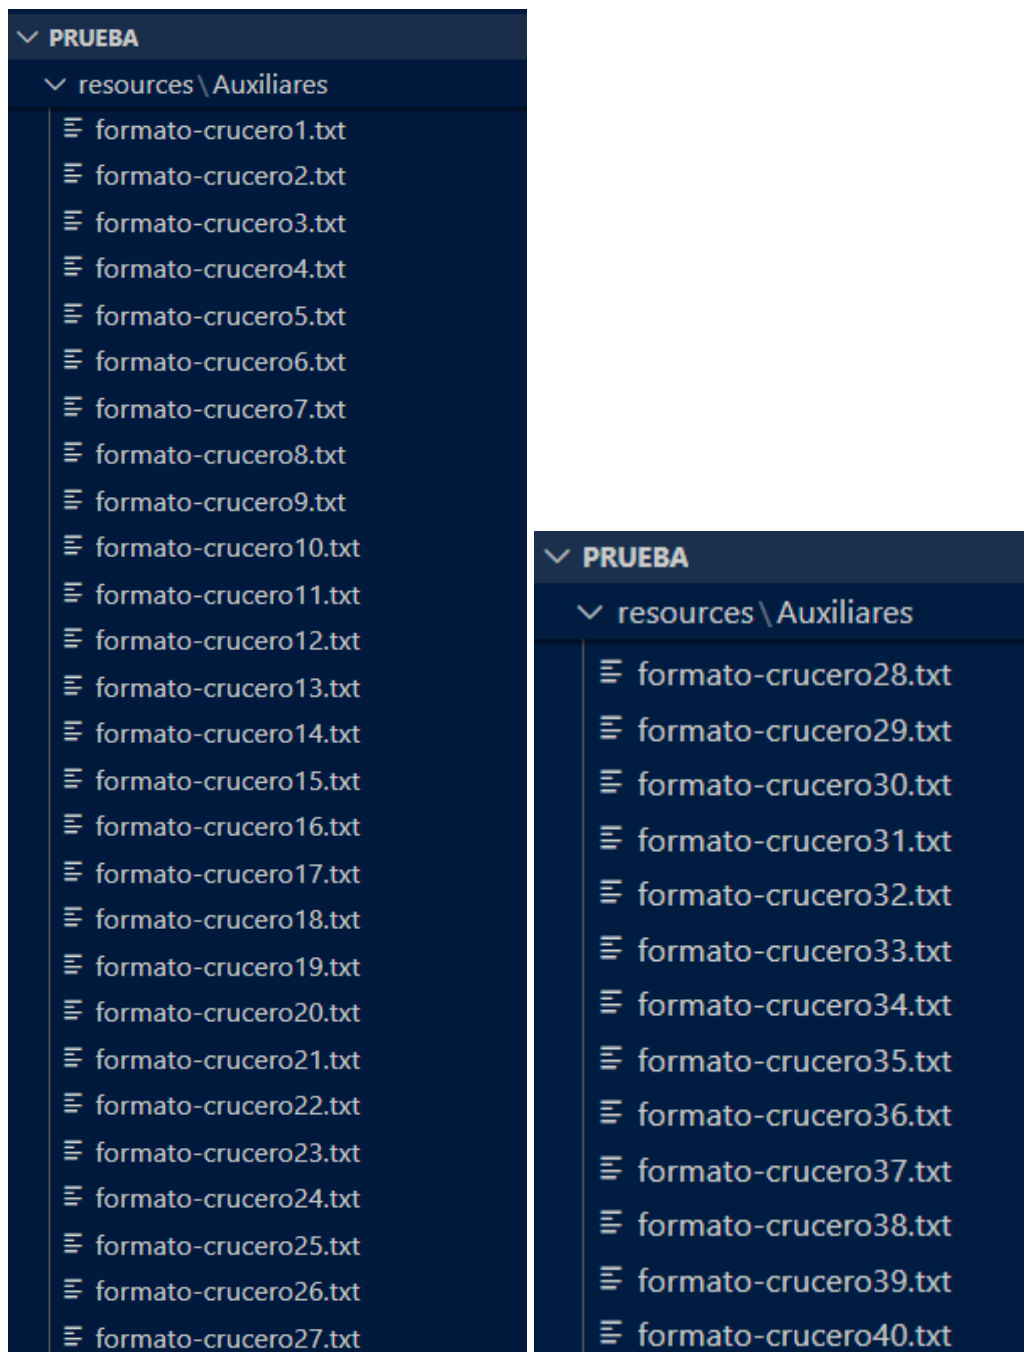 PRUEBA
resources\Auxiliares
formato-crucero1.txt
formato-crucero2.txt
formato-crucero3.txt
formato-crucero4.txt
formato-crucero5.txt
formato-crucero6.txt
formato-crucero7.txt
formato-crucero8.txt
formato-crucero9.txt
formato-crucero10.txt
formato-crucero11.txt
formato-crucero12.txt
formato-crucero13.txt
formato-crucero14.txt
formato-crucero15.txt
formato-crucero16.txt
formato-crucero17.txt
formato-crucero18.txt
formato-crucero19.txt
formato-crucero20.txt
formato-crucero21.txt
formato-crucero22.txt
formato-crucero23.txt
formato-crucero24.txt
formato-crucero25.txt
formato-crucero26.txt
formato-crucero27.txt
PRUEBA
resources\Auxiliares
formato-crucero28.txt
formato-crucero29.txt
formato-crucero30.txt
formato-crucero31.txt
formato-crucero32.txt
formato-crucero33.txt
formato-crucero34.txt
formato-crucero35.txt
formato-crucero36.txt
formato-crucero37.txt
formato-crucero38.txt
formato-crucero39.txt
formato-crucero40.txt